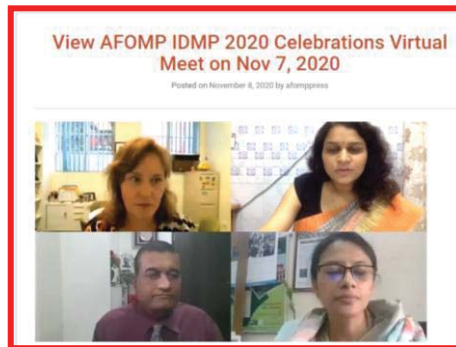 View AFOMP IDMP 2020 Celebrations Virtual
Meet on Nov 7, 2020
Posted on November 8, 2020 by afomppress